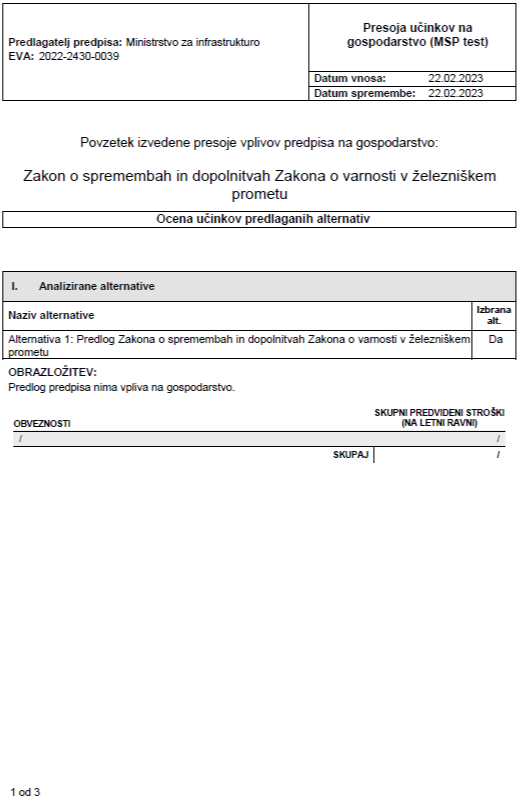 Predlagatelj predpisa: Ministrstvo za infrastrukturo
EVA: 2022-2430-0039
Presoja učinkov na
gospodarstvo (MSP test)
Datum vnosa: 22.02.2023
Datum spremembe: 22.02.2023
Povzetek izvedene presoje vplivov predpisa na gospodarstvo:
Zakon o spremembah in dopolnitvah Zakona o varnosti v železniškem
prometu
Ocena učinkov predlaganih alternativ
I. Analizirane alternative
Naziv alternative
Izbrana
alt.
Alternativa 1: Predlog Zakona o spremembah in dopolnitvah Zakona o varnosti v železniškem
prometu
Da
OBRAZLOŽITEV:
Predlog predpisa nima vpliva na gospodarstvo.
OBVEZNOSTI
SKUPNI PREDVIDENI STROŠKI
(NA LETNI RAVNI)
/ /
SKUPAJ /
1 od 3